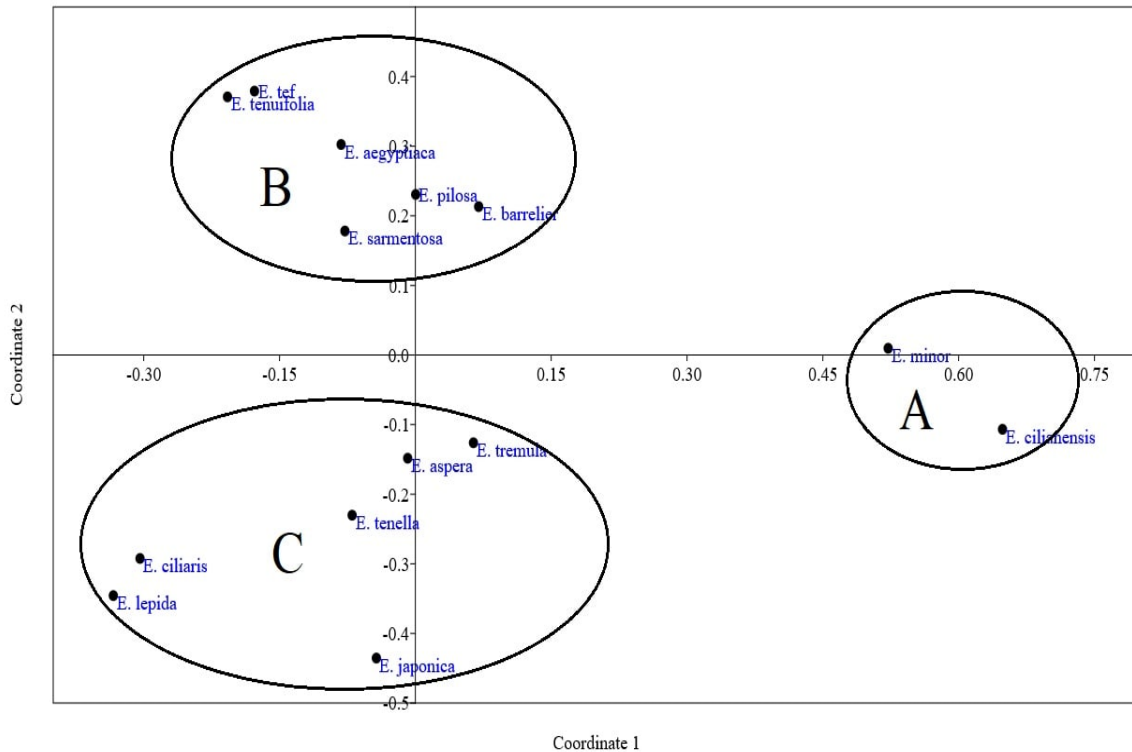 0.4
E. tef
E. tenuifolia
0.3
E. aegyptiaca
B
E. pilosa
0.2
E. barrelier
E. sarmentosa
0.1
Coordinate 2
0.0
E. minor
-0.30 -0.15 0.15 0.30 0.45 0.60 0.75
A
-0.1
E. cilianensis
E. tremula
E. aspera
-0.2
E. tenella
C
-0.3
E. ciliaris
E. lepida
-0.4
E. japonica
-0.5
Coordinate 1